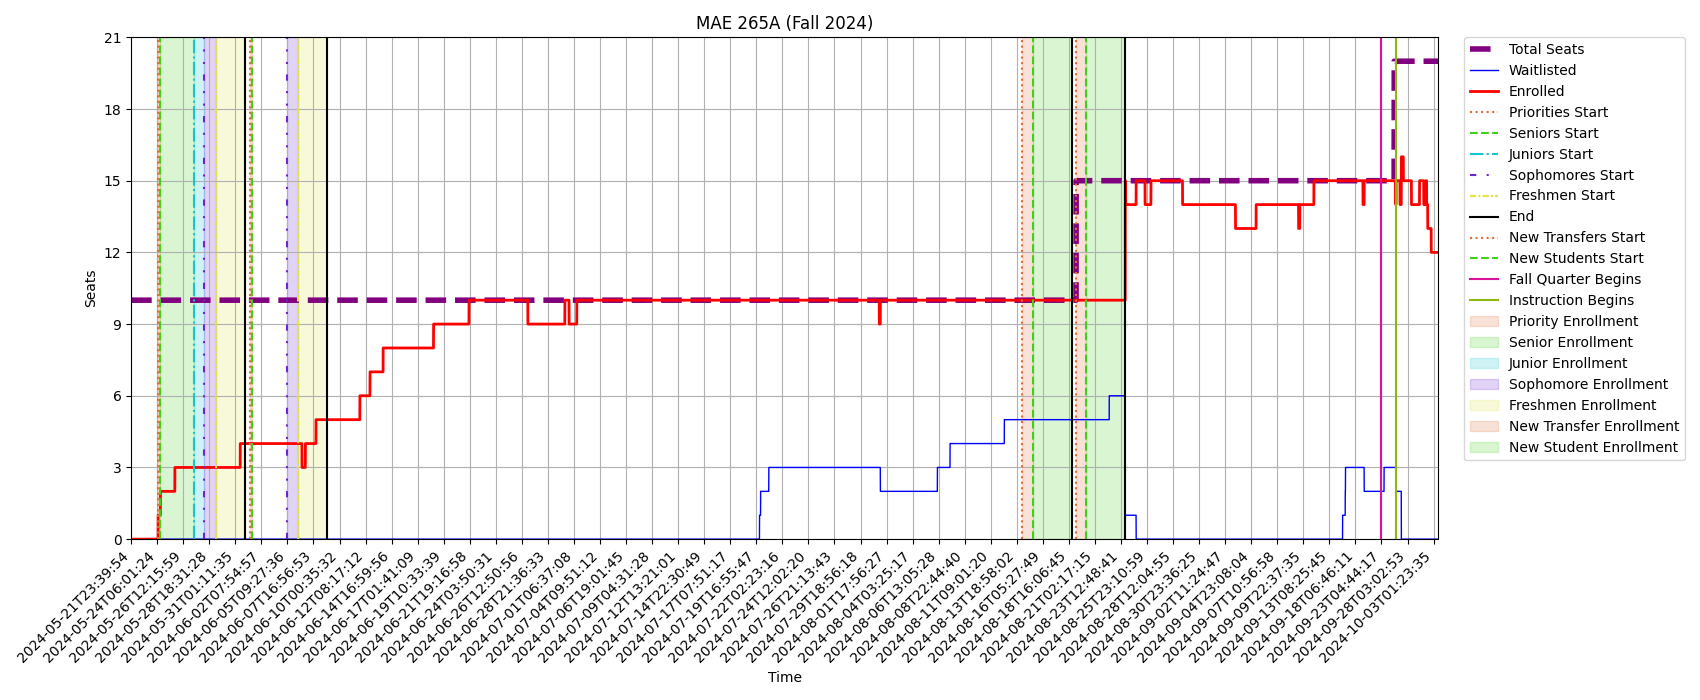 MAE 265A (Fall 2024)
21
18
15
12
9
6
3
0
Seats
2024-05-21T23:39:54
2024-05-24T06:01:24
2024-05-26T12:15:59
2024-05-28T18:31:28
2024-05-31T01:11:35
2024-06-02T07:54:57
2024-06-05T09:27:36
2024-06-07T16:56:53
2024-06-10T00:35:32
2024-06-12T08:17:12
2024-06-14T16:59:56
2024-06-17T01:41:09
2024-06-19T10:33:39
2024-06-21T19:16:58
2024-06-24T03:50:31
2024-06-26T12:50:56
2024-06-28T21:36:33
2024-07-01T06:37:08
2024-07-04T09:51:12
2024-07-06T19:01:45
2024-07-09T04:31:28
2024-07-12T13:21:01
2024-07-14T22:30:49
2024-07-17T07:51:17
2024-07-19T16:55:47
2024-07-22T02:23:16
2024-07-24T12:02:20
2024-07-26T21:13:43
2024-07-29T18:56:18
2024-08-01T17:56:27
2024-08-04T03:25:17
2024-08-06T13:05:28
2024-08-08T22:44:40
2024-08-11T09:01:20
2024-08-13T18:58:02
2024-08-16T05:27:49
2024-08-18T16:06:45
2024-08-21T02:17:15
2024-08-23T12:48:41
2024-08-25T23:10:59
2024-08-28T12:04:55
2024-08-30T23:36:25
2024-09-02T11:24:47
2024-09-04T23:08:04
2024-09-07T10:56:58
2024-09-09T22:37:35
2024-09-13T08:25:45
2024-09-18T06:46:11
2024-09-23T04:44:17
2024-09-28T03:02:53
2024-10-03T01:23:35
Time
Total Seats
Waitlisted
Enrolled
Priorities Start
Seniors Start
Juniors Start
Sophomores Start
Freshmen Start
End
New Transfers Start
New Students Start
Fall Quarter Begins
Instruction Begins
Priority Enrollment
Senior Enrollment
Junior Enrollment
Sophomore Enrollment
Freshmen Enrollment
New Transfer Enrollment
New Student Enrollment